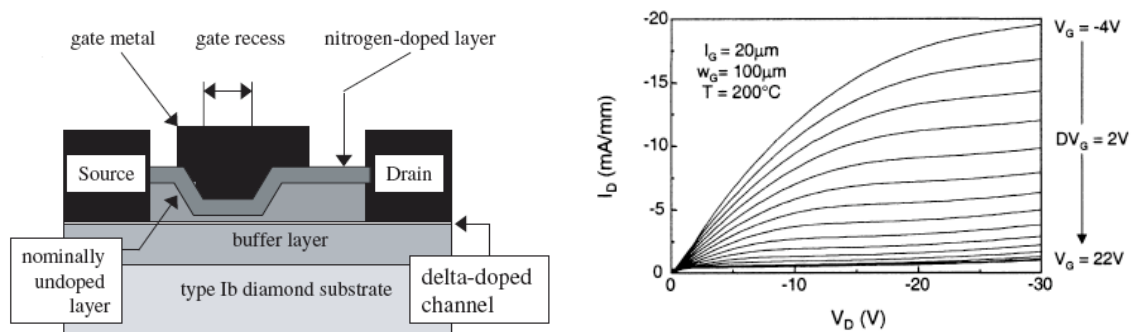 gate metal
gate recess
nitrogen-doped layer
Source
Drain
nominally
undoped
layer
buffer layer
type Ib diamond substrate
delta-doped
channel
-20
-15
-10
-5
0
I_D (mA/mm)
l_G = 20μm
w_G = 100μm
T = 200°C
V_G = -4V
DV_G = 2V
V_G = 22V
0
-10
-20
-30
V_D (V)